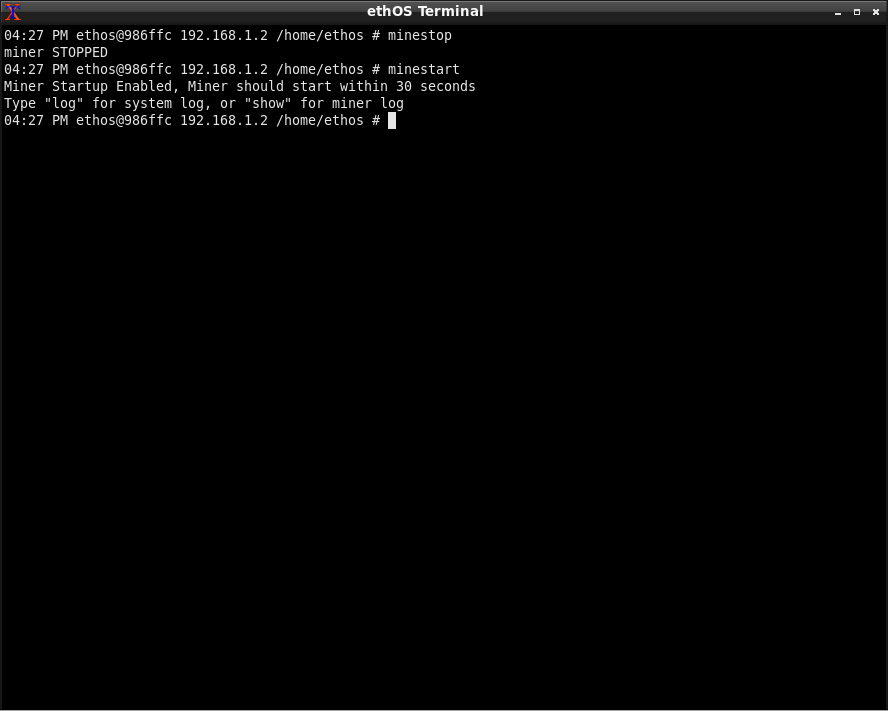 ethOS Terminal
04:27 PM ethos@986ffc 192.168.1.2 /home/ethos # minestop
miner STOPPED
04:27 PM ethos@986ffc 192.168.1.2 /home/ethos # minestart
Miner Startup Enabled, Miner should start within 30 seconds
Type "log" for system log, or "show" for miner log
04:27 PM ethos@986ffc 192.168.1.2 /home/ethos #